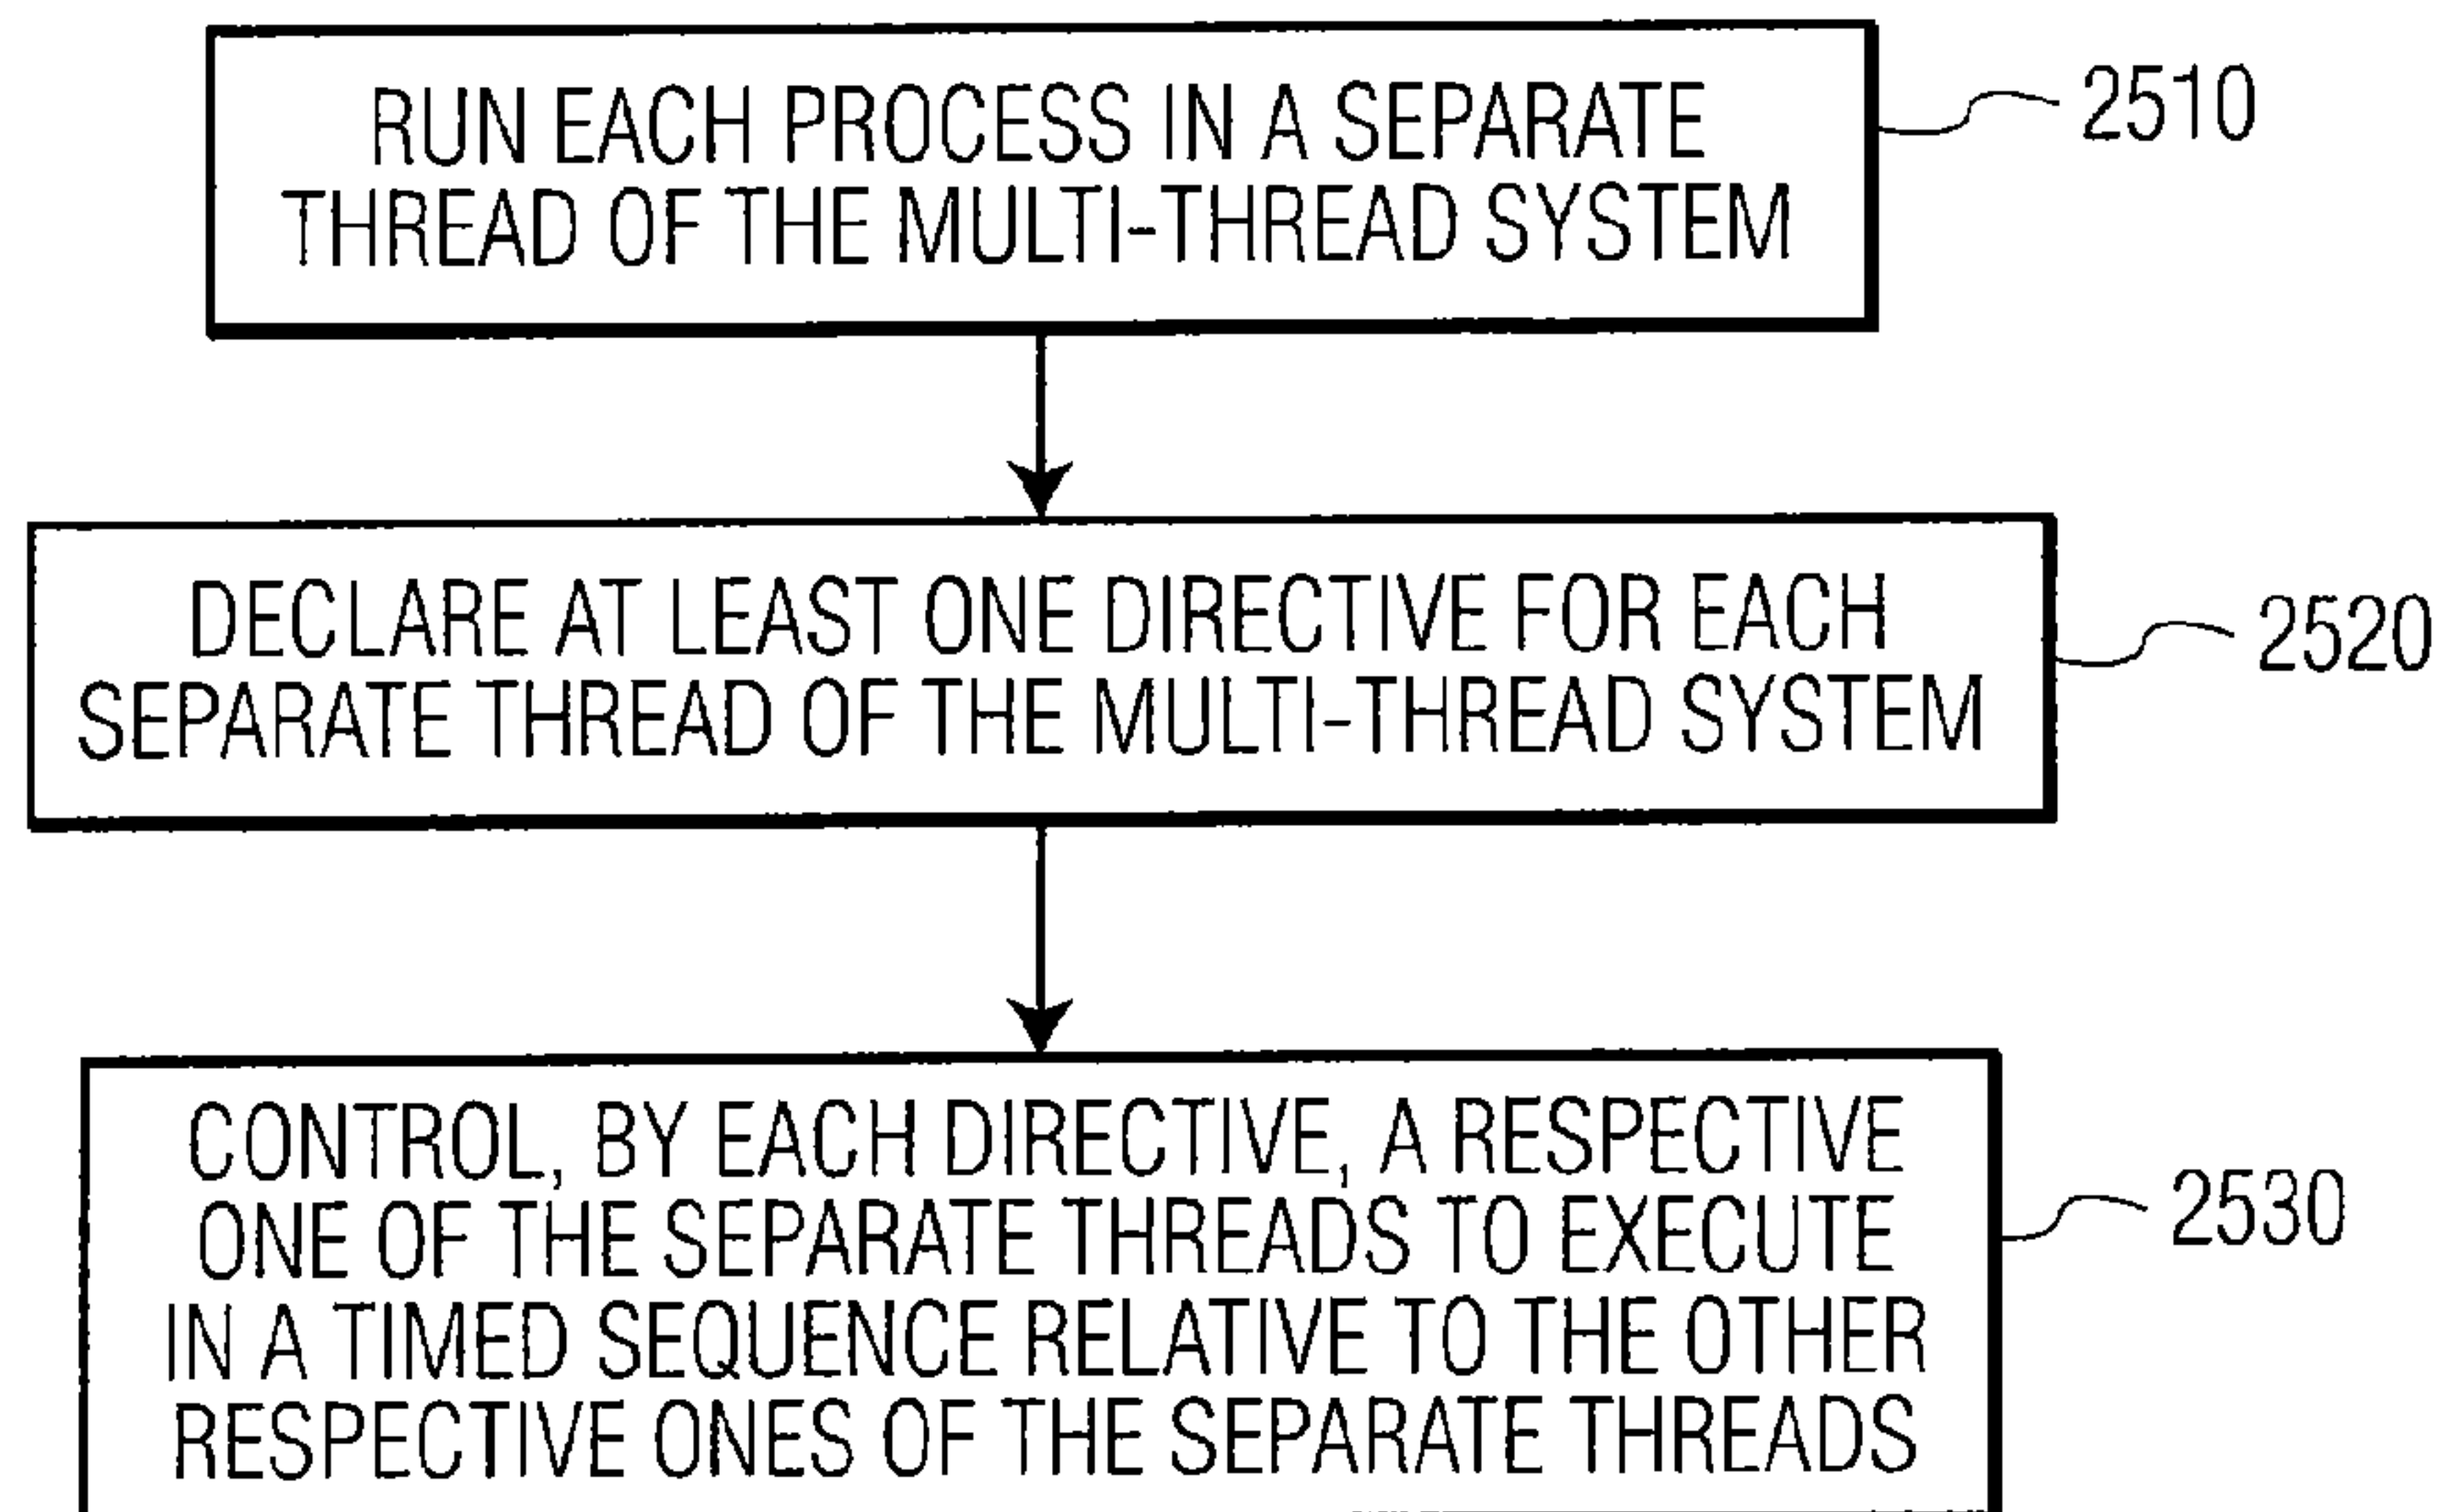 RUN EACH PROCESS IN A SEPARATE
THREAD OF THE MULTI-THREAD SYSTEM
2510
DECLARE AT LEAST ONE DIRECTIVE FOR EACH
SEPARATE THREAD OF THE MULTI-THREAD SYSTEM
2520
CONTROL, BY EACH DIRECTIVE, A RESPECTIVE
ONE OF THE SEPARATE THREADS TO EXECUTE
IN A TIMED SEQUENCE RELATIVE TO THE OTHER
RESPECTIVE ONES OF THE SEPARATE THREADS
2530